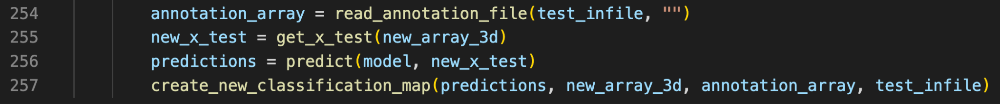 254 annotation_array = read_annotation_file(test_infile, "")
255 new_x_test = get_x_test(new_array_3d)
256 predictions = predict(model, new_x_test)
257 create_new_classification_map(predictions, new_array_3d, annotation_array, test_infile)